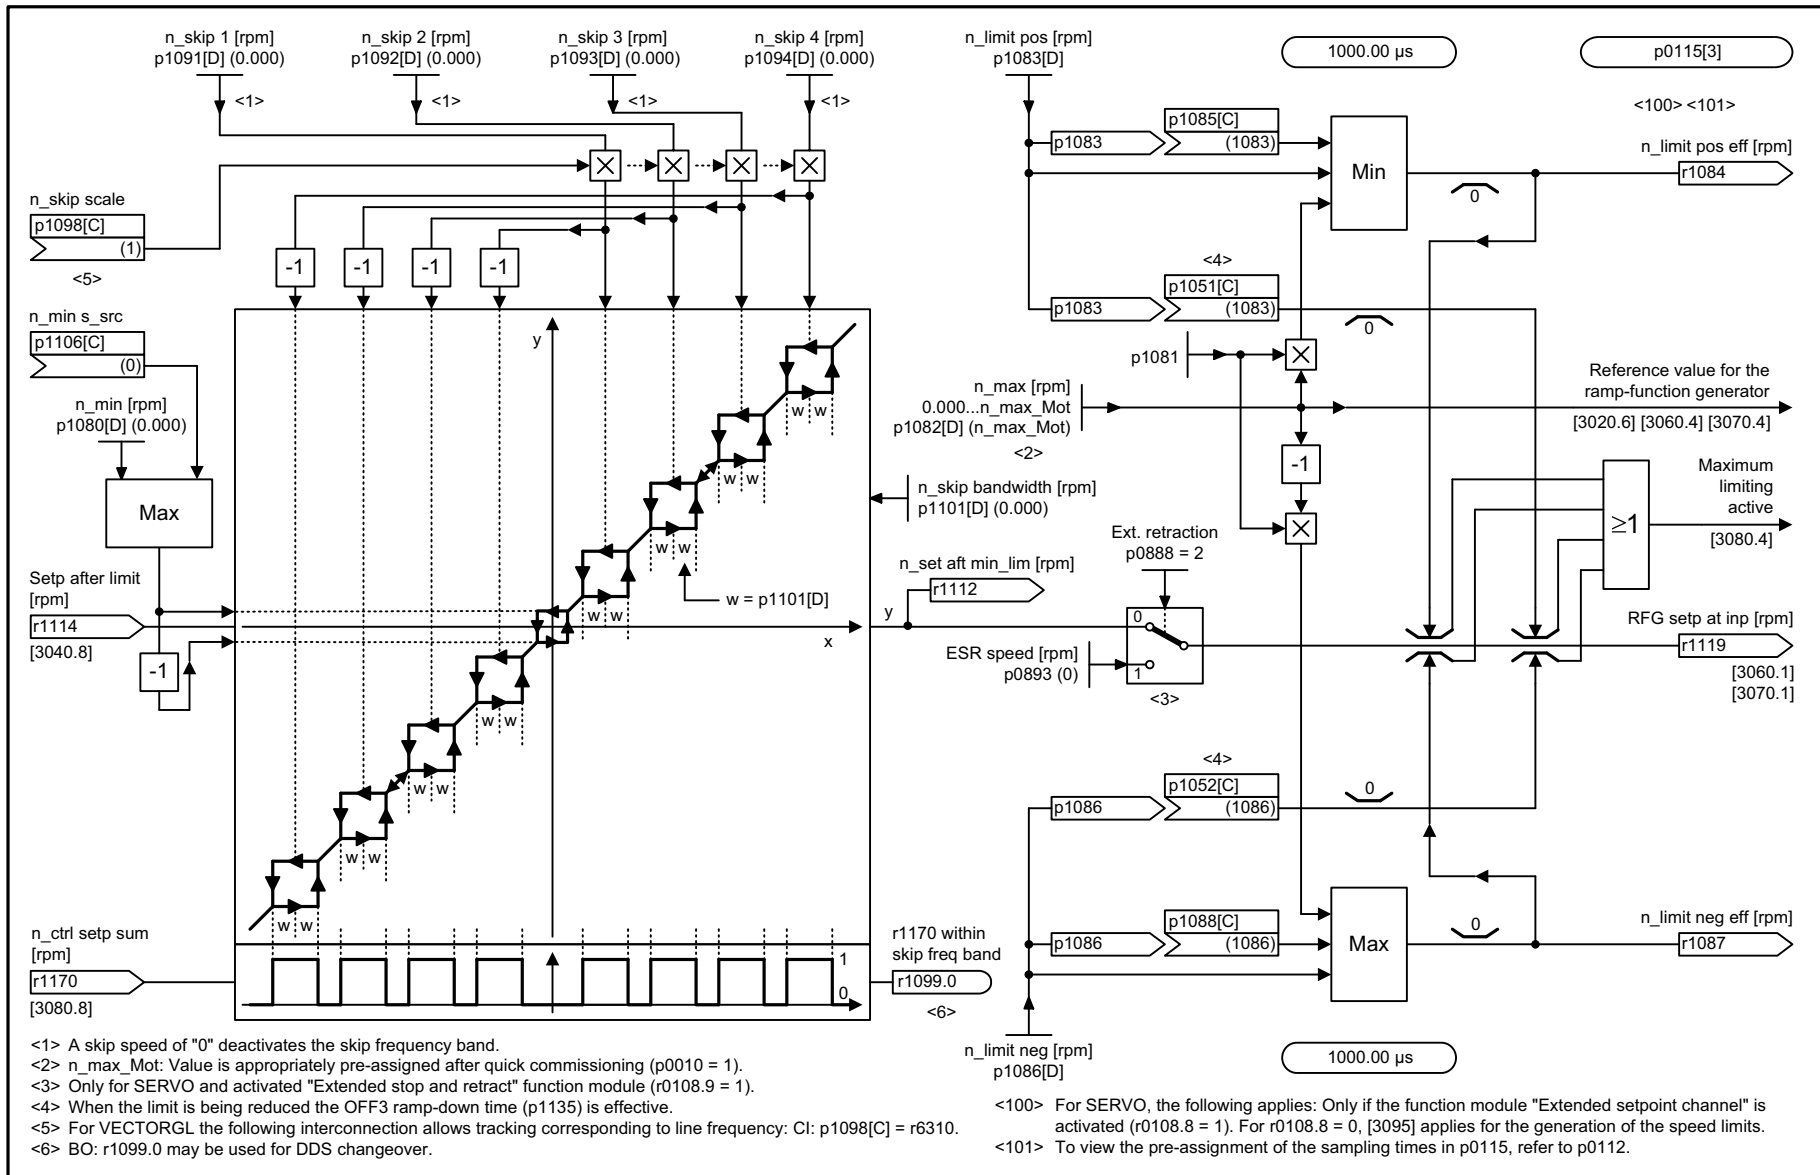 n_skip 1 [rpm]
p1091[D] (0.000)
<1>
n_skip 2 [rpm]
p1092[D] (0.000)
<1>
n_skip 3 [rpm]
p1093[D] (0.000)
<1>
n_skip 4 [rpm]
p1094[D] (0.000)
<1>
n_limit pos [rpm]
p1083[D]
1000.00 µs
p0115[3]
<100> <101>
p1083
p1085[C]
(1083)
Min
0
n_limit pos eff [rpm]
r1084
n_skip scale
p1098[C]
(1)
<5>
-1
-1
-1
-1
n_min s_src
p1106[C]
(0)
n_min [rpm]
p1080[D] (0.000)
Max
Setp after limit
[rpm]
r1114
[3040.8]
-1
y
x
w w
w w
w w
w w
w w
w w
w w
w w
w = p1101[D]
n_skip bandwidth [rpm]
p1101[D] (0.000)
<4>
p1083
p1051[C]
(1083)
0
p1081
n_max [rpm]
0.000...n_max_Mot
p1082[D] (n_max_Mot)
<2>
-1
Reference value for the
ramp-function generator
[3020.6] [3060.4] [3070.4]
Maximum
limiting
active
[3080.4]
≥1
n_set aft min_lim [rpm]
r1112
y
Ext. retraction
p0888 = 2
0
1
<3>
ESR speed [rpm]
p0893 (0)
RFG setp at inp [rpm]
r1119
[3060.1]
[3070.1]
<4>
p1086
p1052[C]
(1086)
0
p1086
p1088[C]
(1086)
Max
0
n_limit neg eff [rpm]
r1087
n_limit neg [rpm]
p1086[D]
1000.00 µs
n_ctrl setp sum
[rpm]
r1170
[3080.8]
1
0
r1170 within
skip freq band
r1099.0
<6>
<1> A skip speed of "0" deactivates the skip frequency band.
<2> n_max_Mot: Value is appropriately pre-assigned after quick commissioning (p0010 = 1).
<3> Only for SERVO and activated "Extended stop and retract" function module (r0108.9 = 1).
<4> When the limit is being reduced the OFF3 ramp-down time (p1135) is effective.
<5> For VECTORGL the following interconnection allows tracking corresponding to line frequency: CI: p1098[C] = r6310.
<6> BO: r1099.0 may be used for DDS changeover.
<100> For SERVO, the following applies: Only if the function module "Extended setpoint channel" is
activated (r0108.8 = 1). For r0108.8 = 0, [3095] applies for the generation of the speed limits.
<101> To view the pre-assignment of the sampling times in p0115, refer to p0112.